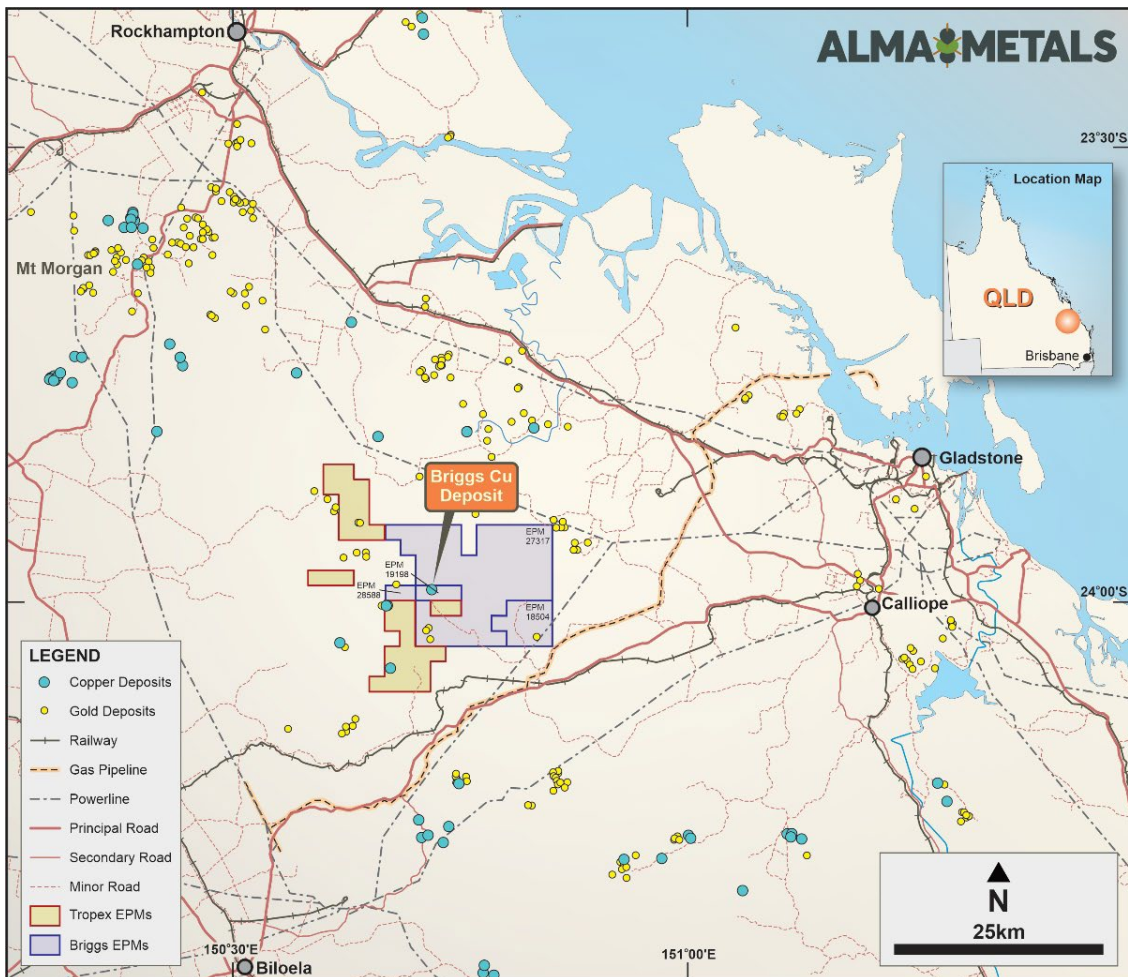 Rockhampton
ALMA METALS
23°30'S
Location Map
QLD
Brisbane
Mt Morgan
Gladstone
Briggs Cu
Deposit
EPM
27317
EPM
19198
EPM
28588
EPM
18504
24°00'S
Calliope
LEGEND
Copper Deposits
Gold Deposits
Railway
Gas Pipeline
Powerline
Principal Road
Secondary Road
Minor Road
Tropex EPMs
Briggs EPMs
N
25km
150°30'E
151°00'E
Biloela